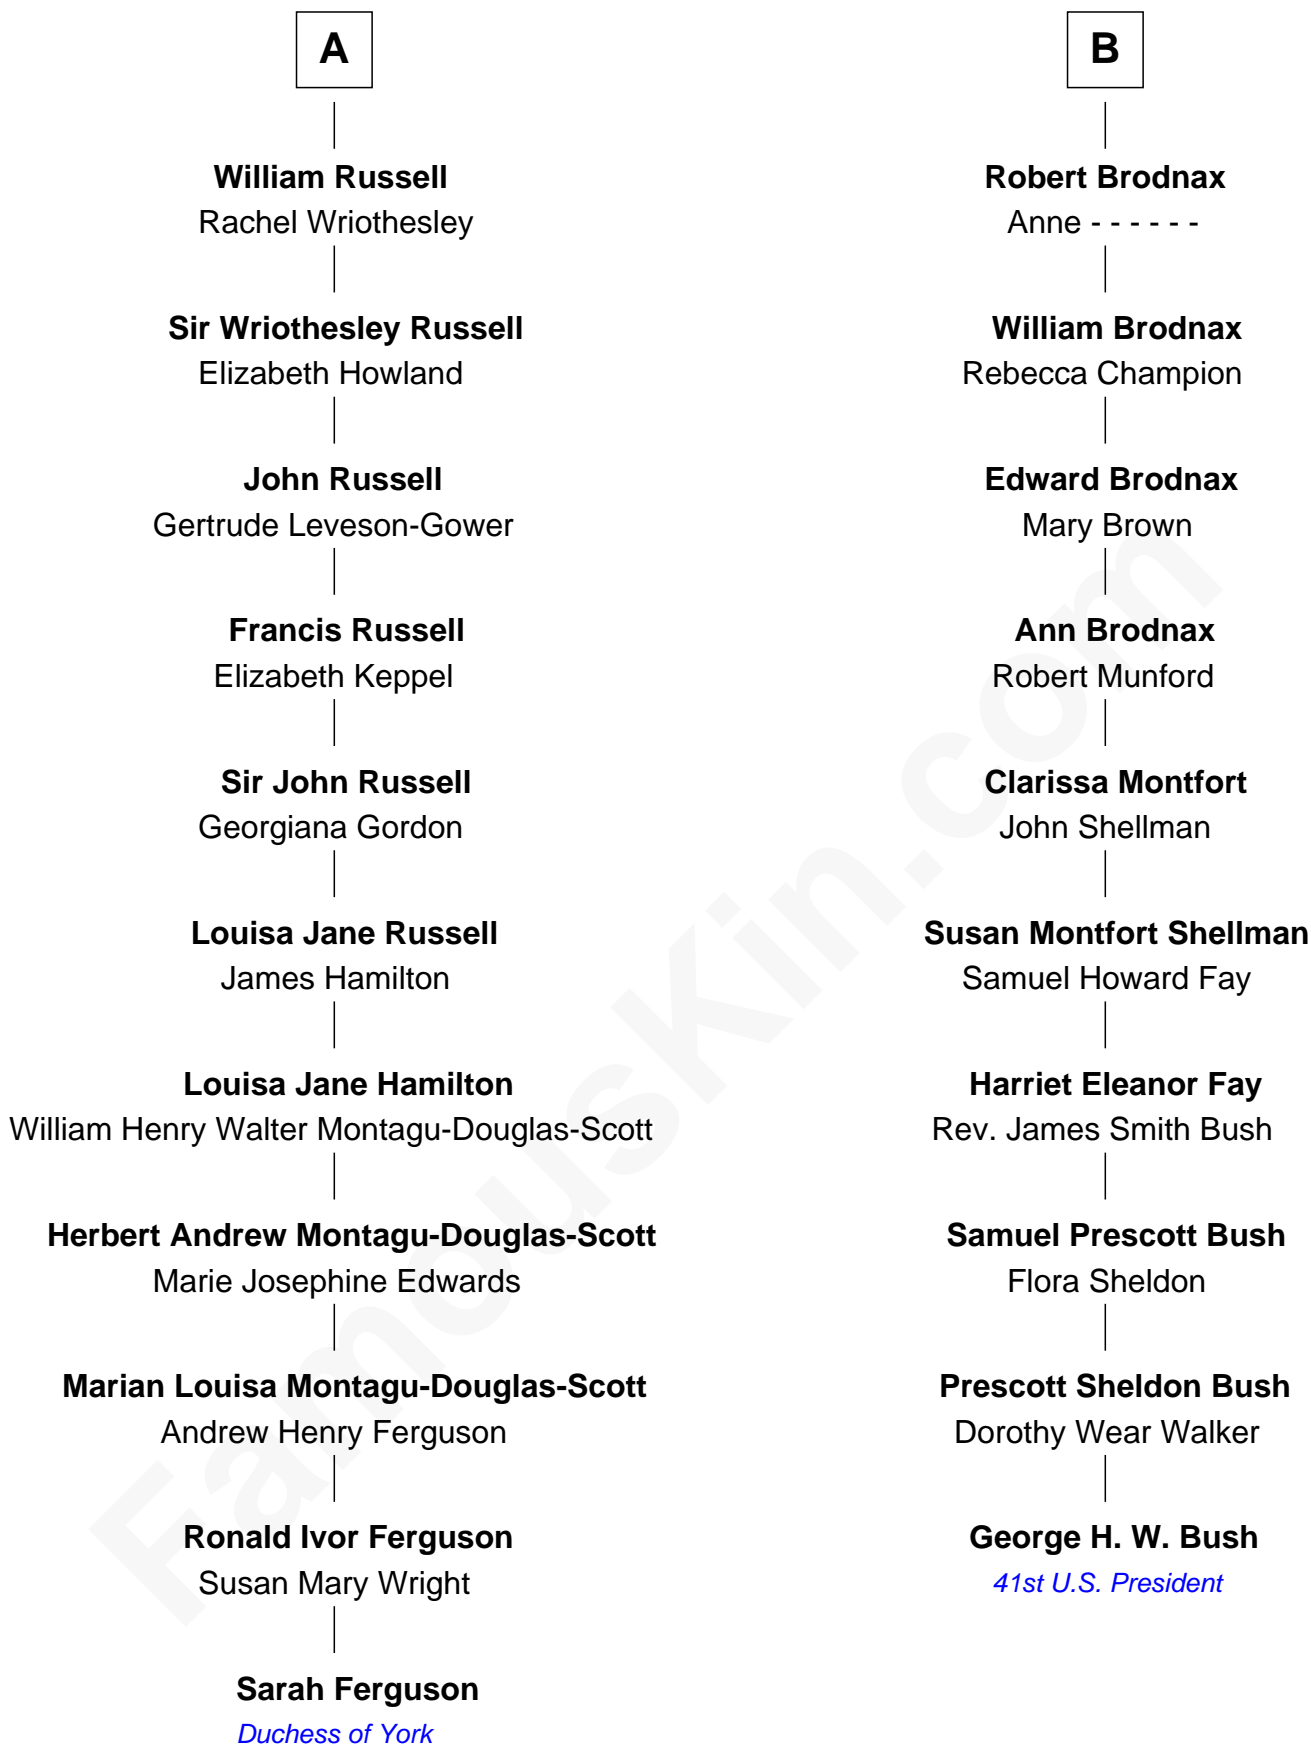 A
William Russell
Rachel Wriothesley
Sir Wriothesley Russell
Elizabeth Howland
John Russell
Gertrude Leveson-Gower
Francis Russell
Elizabeth Keppel
Sir John Russell
Georgiana Gordon
Louisa Jane Russell
James Hamilton
Louisa Jane Hamilton
William Henry Walter Montagu-Douglas-Scott
Herbert Andrew Montagu-Douglas-Scott
Marie Josephine Edwards
Marian Louisa Montagu-Douglas-Scott
Andrew Henry Ferguson
Ronald Ivor Ferguson
Susan Mary Wright
Sarah Ferguson
Duchess of York
B
Robert Brodnax
Anne - - - - - -
William Brodnax
Rebecca Champion
Edward Brodnax
Mary Brown
Ann Brodnax
Robert Munford
Clarissa Montfort
John Shellman
Susan Montfort Shellman
Samuel Howard Fay
Harriet Eleanor Fay
Rev. James Smith Bush
Samuel Prescott Bush
Flora Sheldon
Prescott Sheldon Bush
Dorothy Wear Walker
George H. W. Bush
41st U.S. President
FamousKin.com